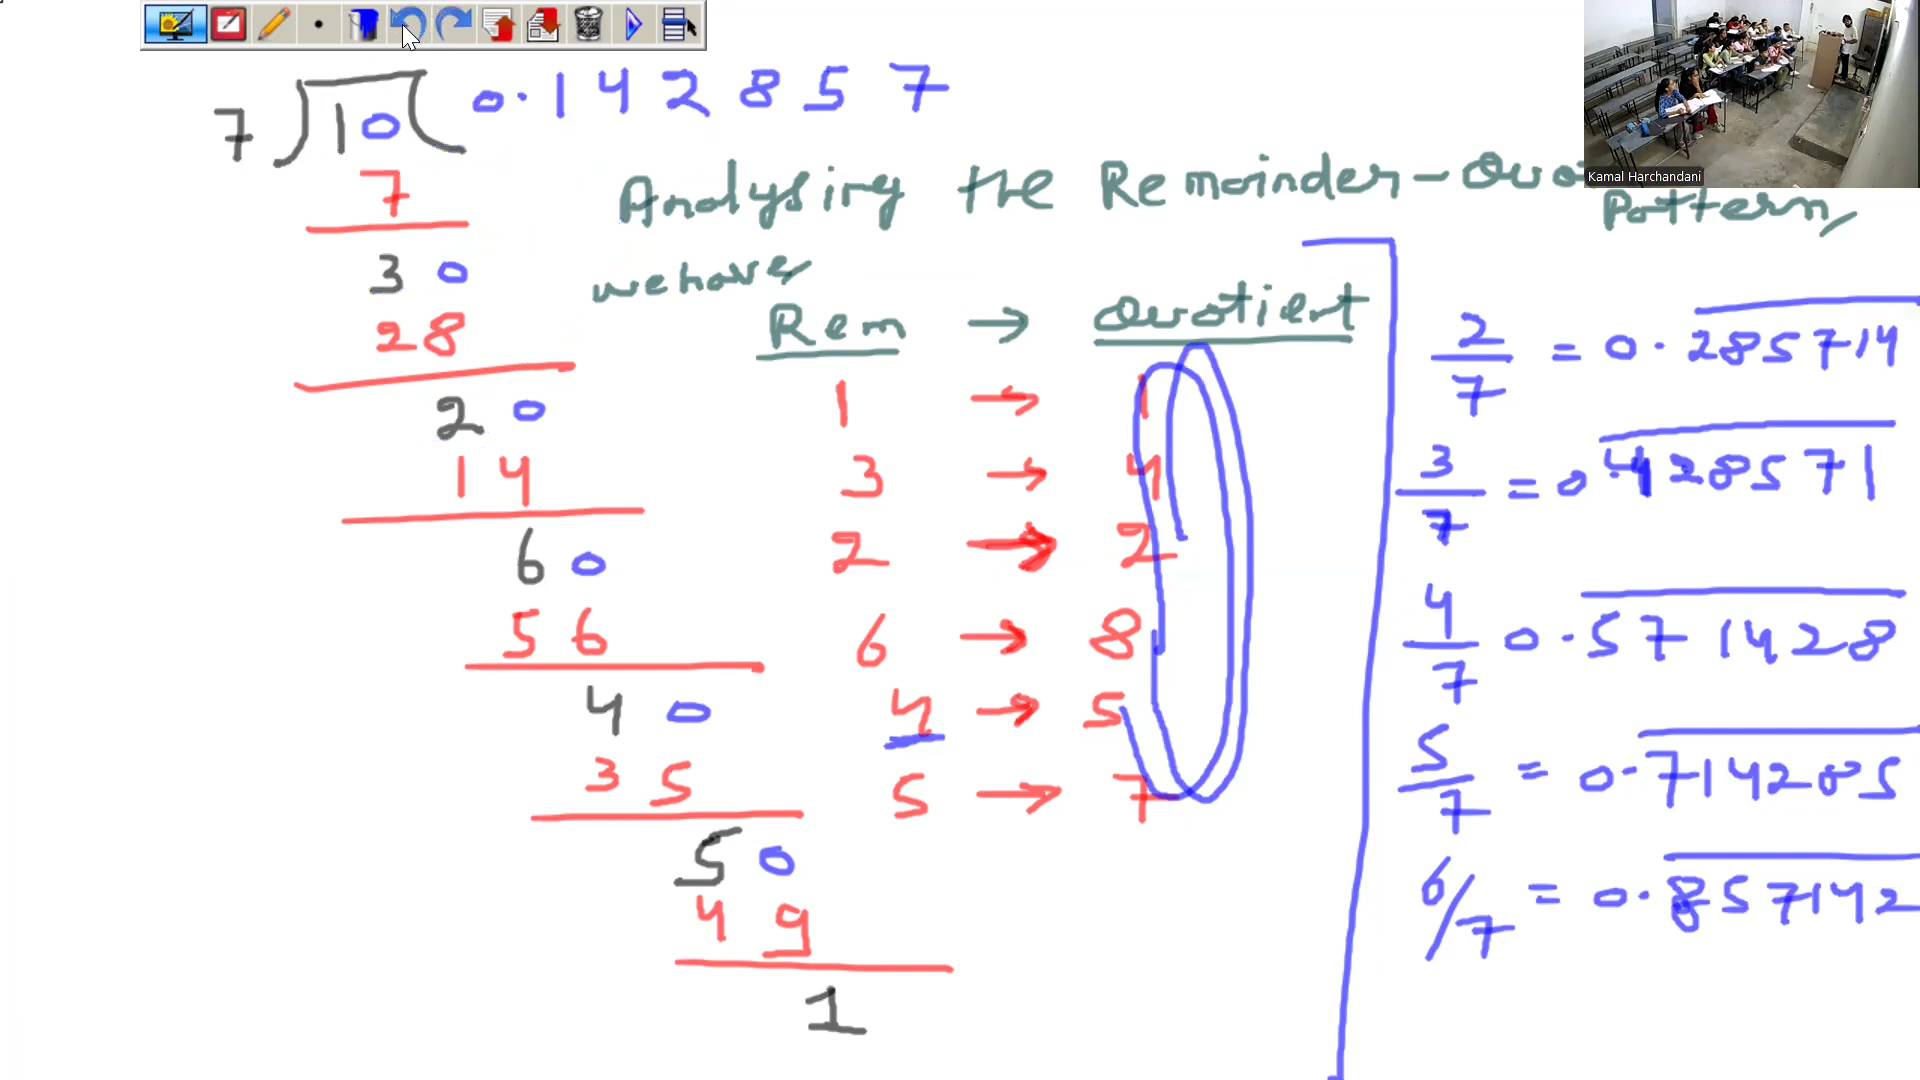 7 ) 10 ( 0.142857
7
30
28
20
14
60
56
40
35
50
49
1
Analysing the Remainder-Quo
Pattern,
we have
Rem → Quotient
1 → 1
3 → 4
2 → 2
6 → 8
4 → 5
5 → 7
2/7 = 0.285714
3/7 = 0428571
4/7 0.571428
5/7 = 0.714285
6/7 = 0.857142
Kamal Harchandani